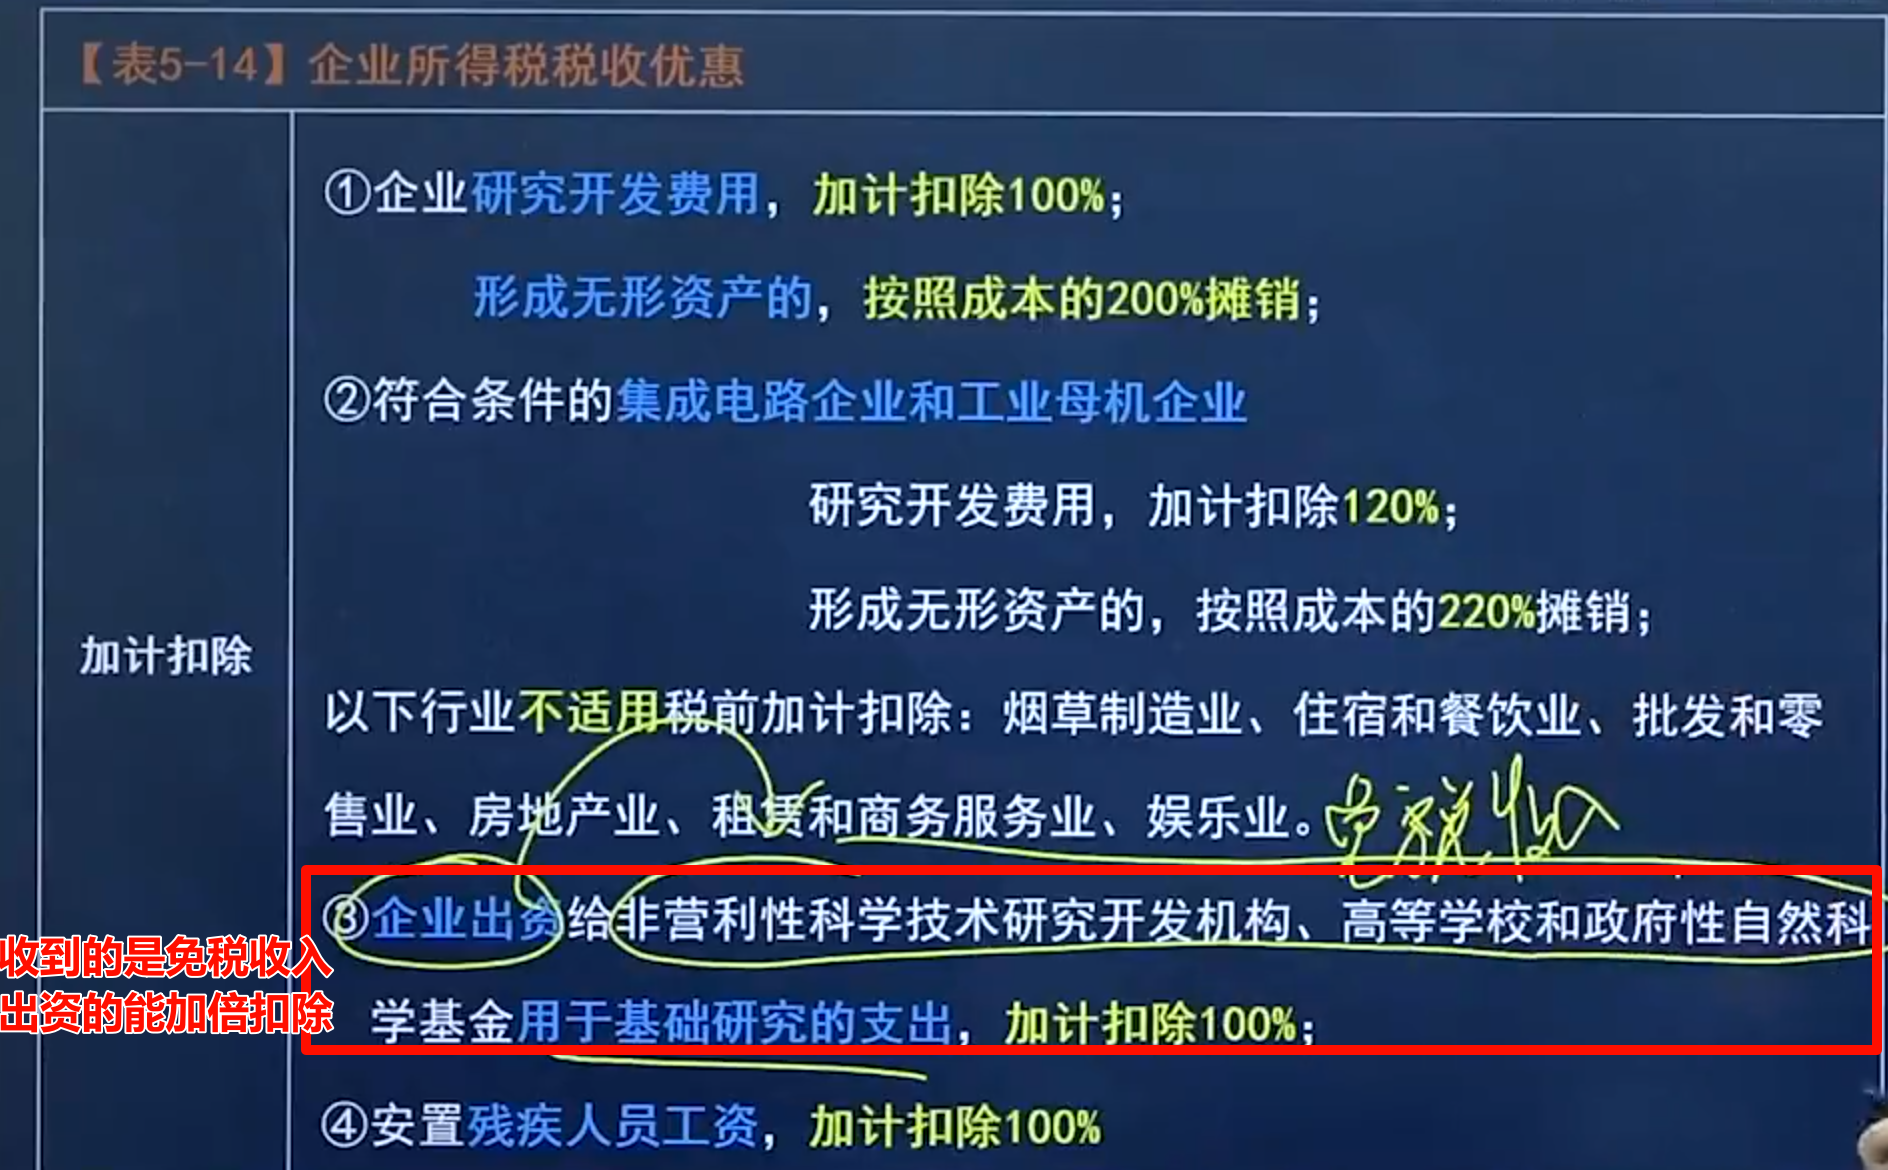 【表5-14】企业所得税税收优惠
加计扣除
①企业研究开发费用，加计扣除100%；
形成无形资产的，按照成本的200%摊销；
②符合条件的集成电路企业和工业母机企业
研究开发费用，加计扣除120%；
形成无形资产的，按照成本的220%摊销；
以下行业不适用税前加计扣除：烟草制造业、住宿和餐饮业、批发和零
售业、房地产业、租赁和商务服务业、娱乐业。
③企业出资给非营利性科学技术研究开发机构、高等学校和政府性自然科
学基金用于基础研究的支出，加计扣除100%；
④安置残疾人员工资，加计扣除100%
收到的是免税收入
出资的能加倍扣除